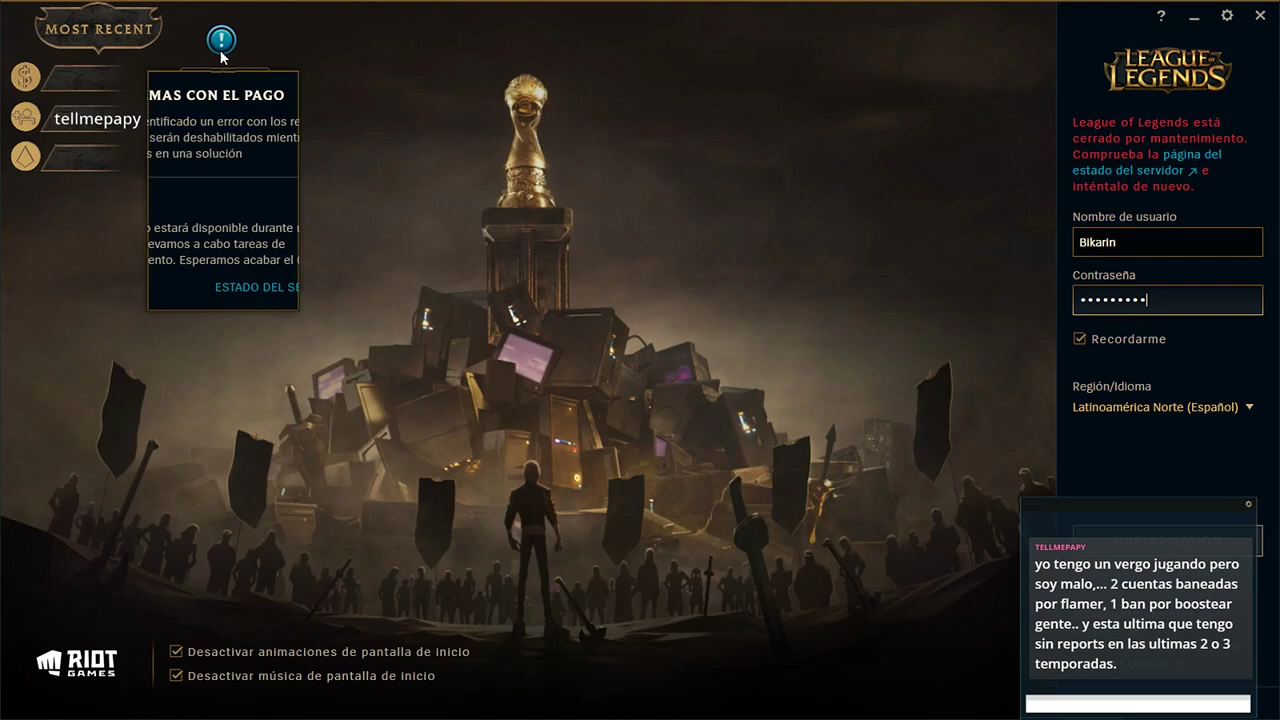 MOST RECENT
tellmepapy
MAS CON EL PAGO
entificado un error con los re
serán deshabilitados mient
s en una solución
o estará disponible durante
evamos a cabo tareas de
ento. Esperamos acabar el
ESTADO DEL SE
?
LEAGUE OF
LEGENDS
League of Legends está
cerrado por mantenimiento.
Comprueba la página del
estado del servidor ↗ e
inténtalo de nuevo.
Nombre de usuario
Bikarin
Contraseña
•••••••••
Recordarme
Región/Idioma
Latinoamérica Norte (Español)
TELLMEPAPY
yo tengo un vergo jugando pero
soy malo,... 2 cuentas baneadas
por flamer, 1 ban por boostear
gente.. y esta ultima que tengo
sin reports en las ultimas 2 o 3
temporadas.
RIOT
GAMES
Desactivar animaciones de pantalla de inicio
Desactivar música de pantalla de inicio